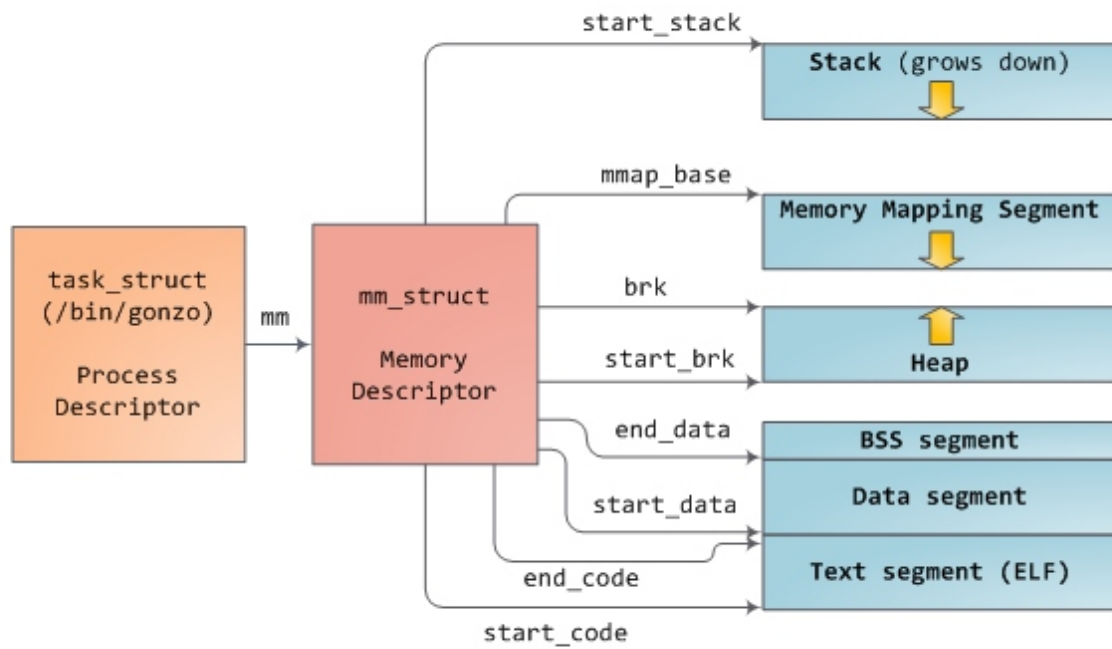 start_stack
Stack (grows down)
mmap_base
Memory Mapping Segment
task_struct
(/bin/gonzo)
Process
Descriptor
mm
mm_struct
Memory
Descriptor
brk
start_brk
Heap
end_data
BSS segment
start_data
Data segment
end_code
Text segment (ELF)
start_code